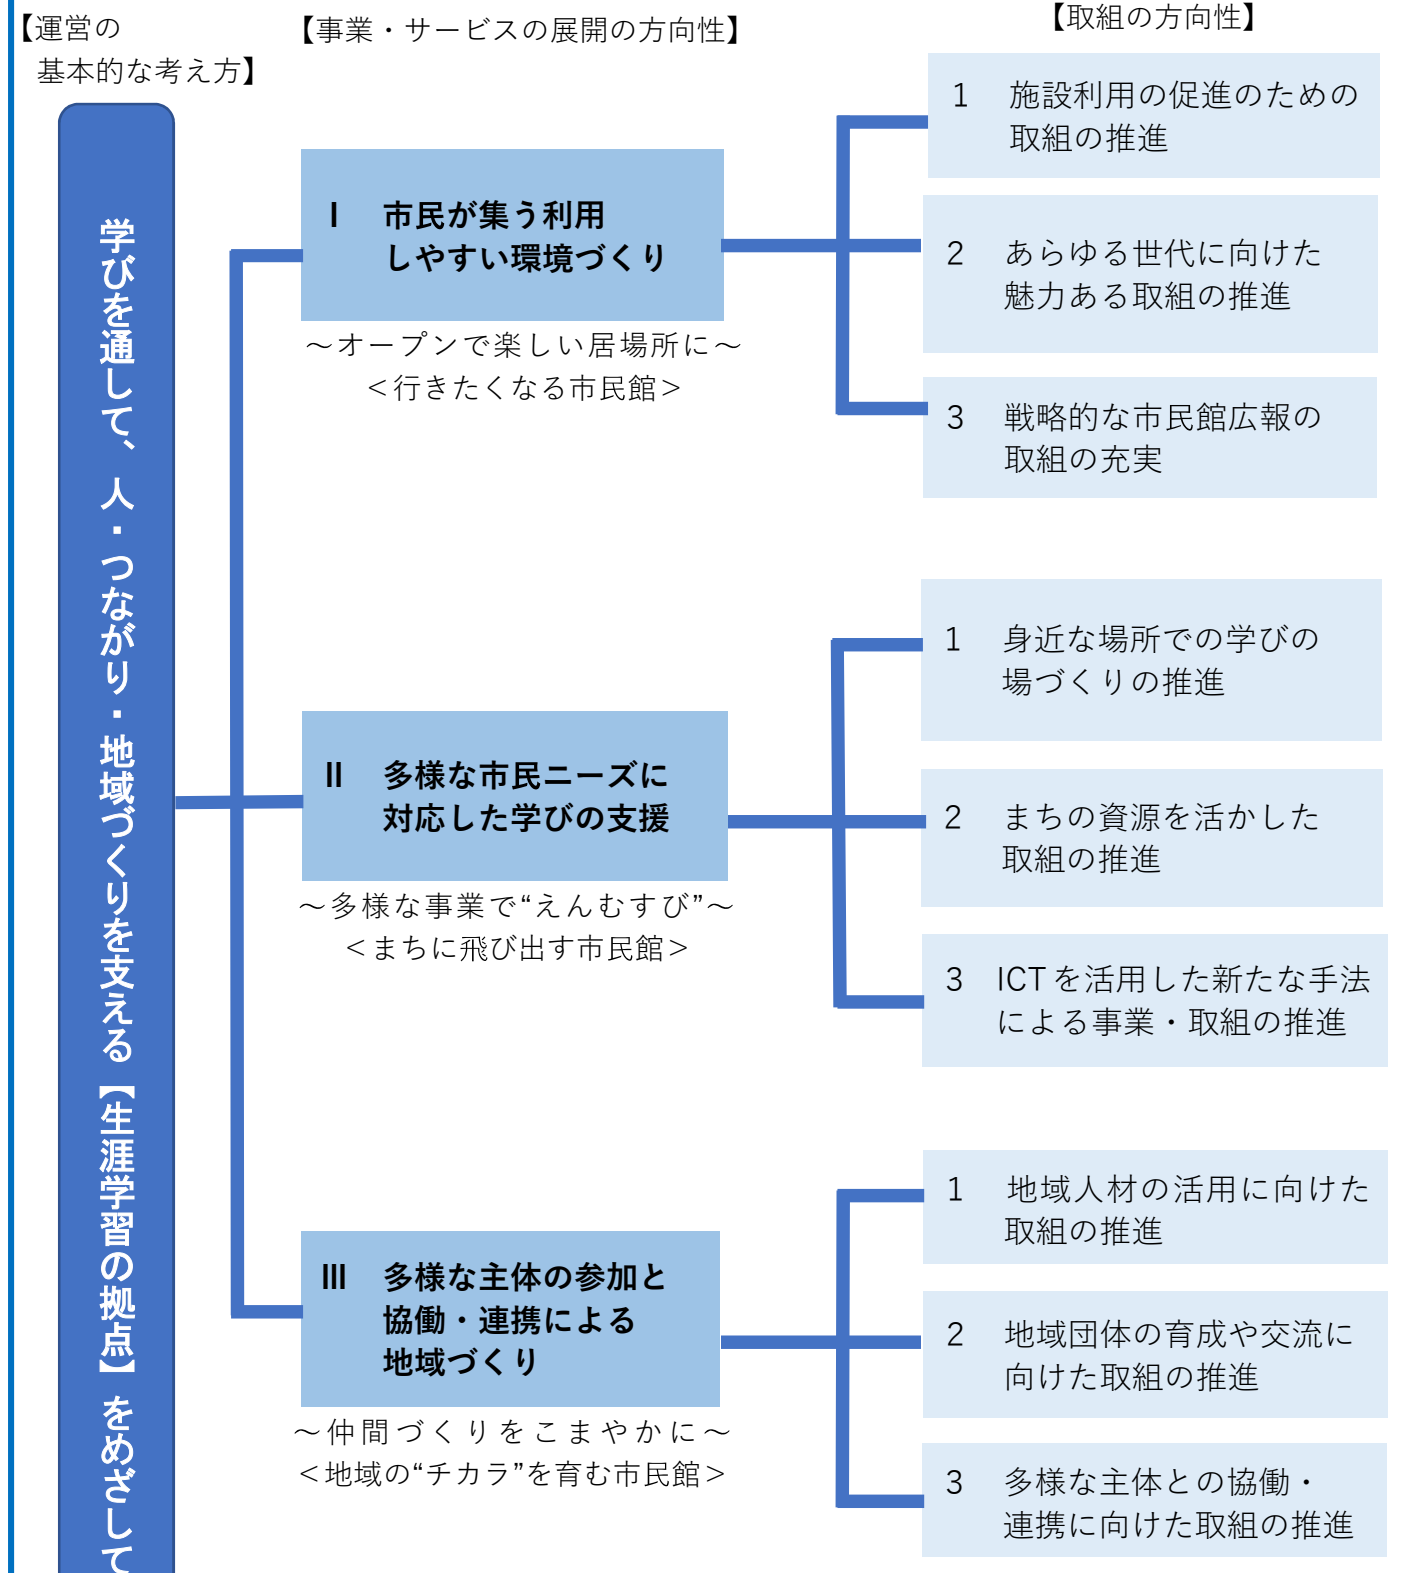 【運営の
基本的な考え方】
【事業・サービスの展開の方向性】
【取組の方向性】
学びを通して、人・つながり・地域づくりを支える【生涯学習の拠点】をめざして
Ⅰ 市民が集う利用
しやすい環境づくり
～オープンで楽しい居場所に～
＜行きたくなる市民館＞
1 施設利用の促進のための
取組の推進
2 あらゆる世代に向けた
魅力ある取組の推進
3 戦略的な市民館広報の
取組の充実
Ⅱ 多様な市民ニーズに
対応した学びの支援
～多様な事業で“えんむすび”～
＜まちに飛び出す市民館＞
1 身近な場所での学びの
場づくりの推進
2 まちの資源を活かした
取組の推進
3 ICTを活用した新たな手法
による事業・取組の推進
Ⅲ 多様な主体の参加と
協働・連携による
地域づくり
～仲間づくりをこまやかに～
＜地域の“チカラ”を育む市民館＞
1 地域人材の活用に向けた
取組の推進
2 地域団体の育成や交流に
向けた取組の推進
3 多様な主体との協働・
連携に向けた取組の推進